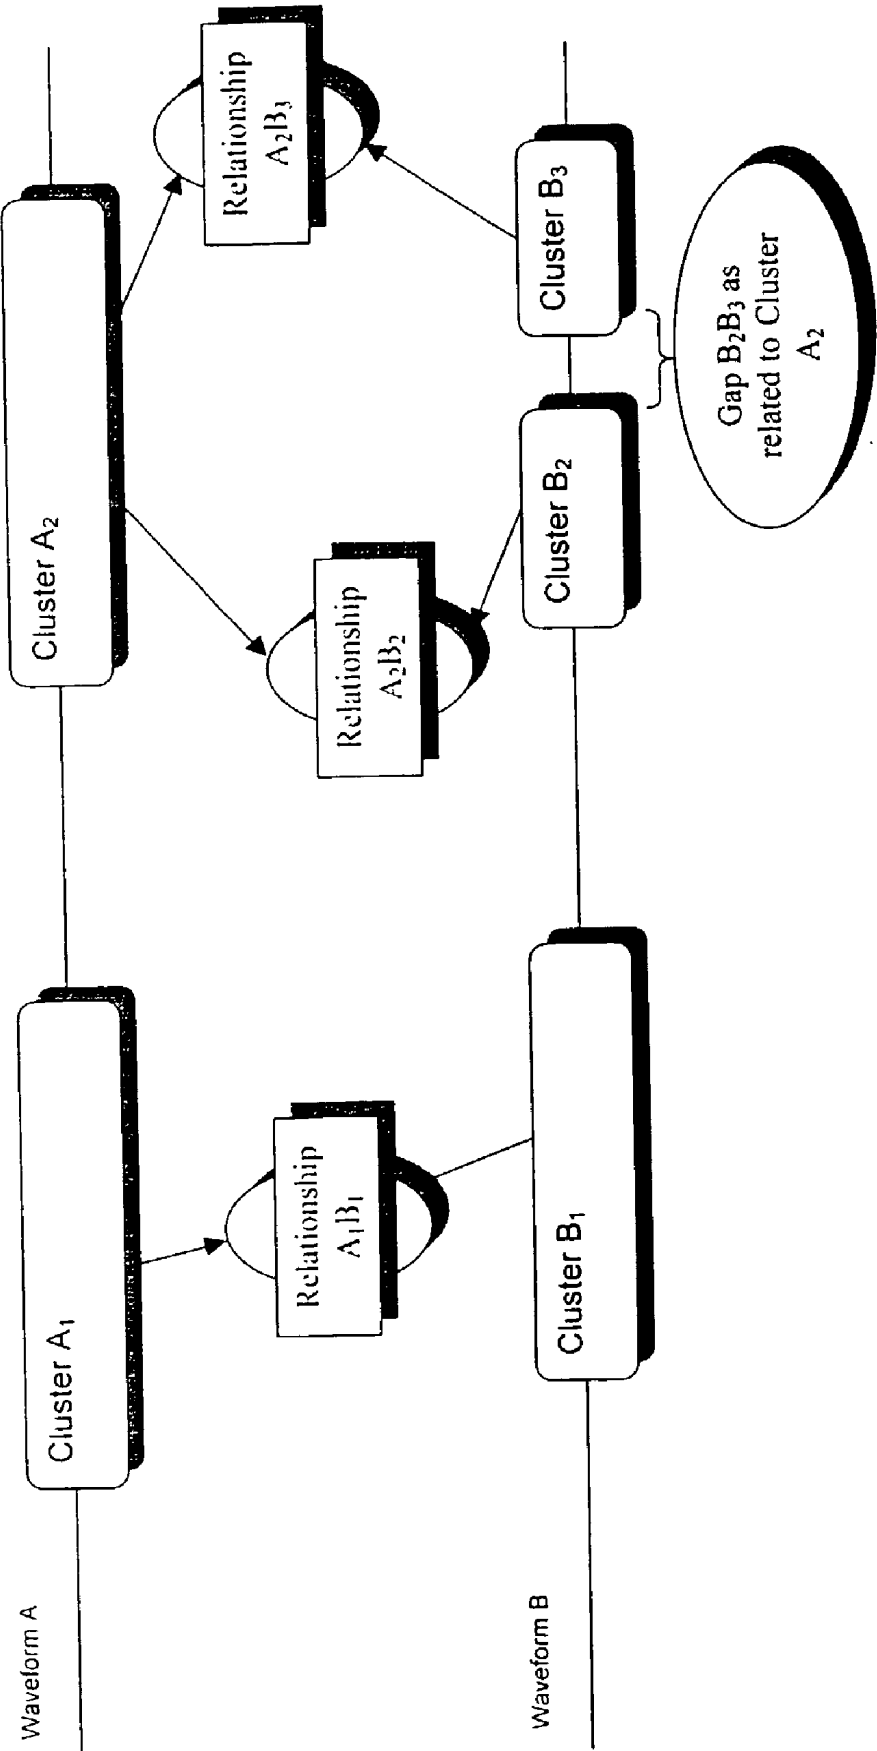 Waveform A
Cluster A₁
Cluster A₂
Relationship
A₁B₁
Relationship
A₂B₂
Relationship
A₂B₃
Waveform B
Cluster B₁
Cluster B₂
Cluster B₃
Gap B₂B₃ as
related to Cluster
A₂